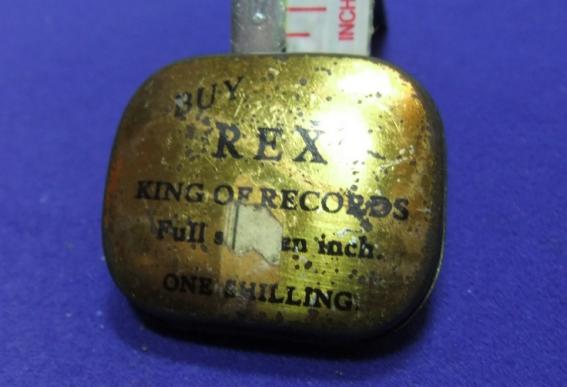 INCH
BUY
REX
KING OF RECORDS
Full inch.
ONE SHILLING.